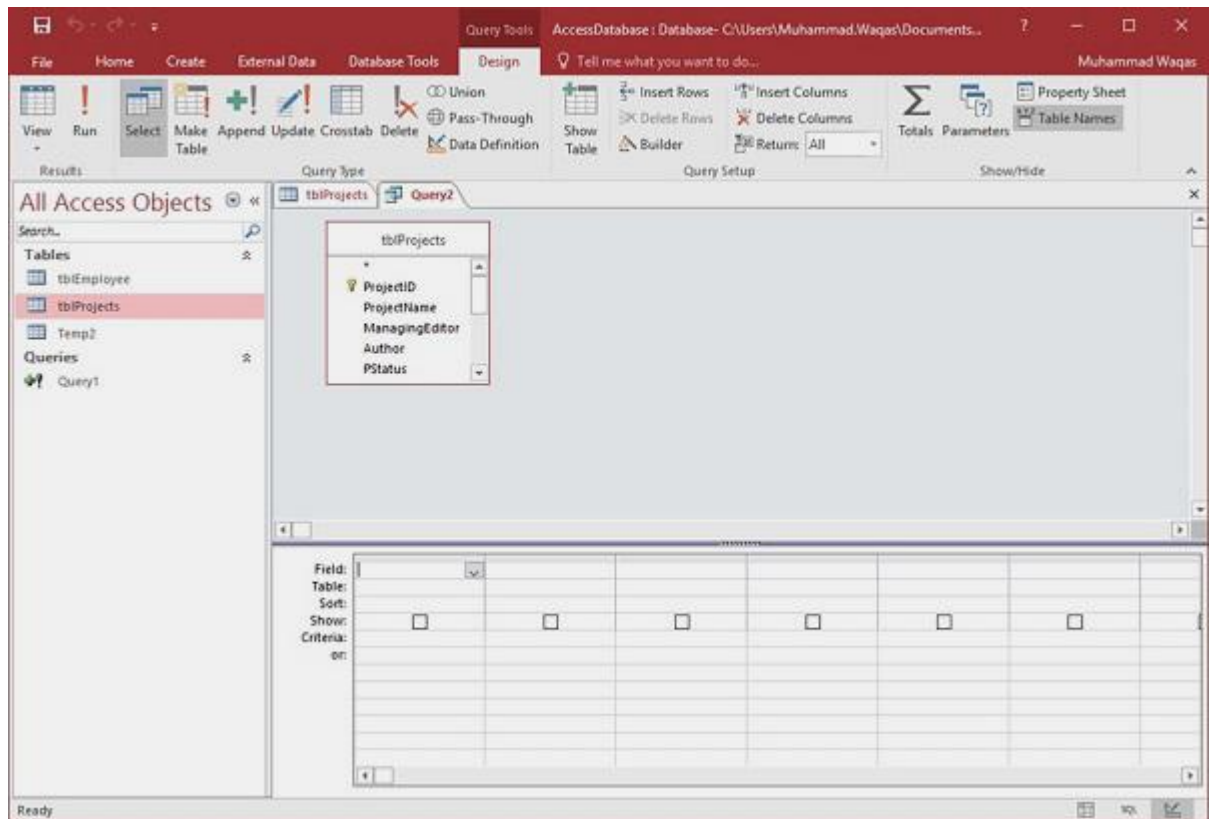 Query Tools AccessDatabase : Database- C:\Users\Muhammad.Waqas\Documents... ?
File Home Create External Data Database Tools Design Tell me what you want to do... Muhammad Waqas
View Run Select Make Table Append Update Crosstab Delete
Union
Pass-Through
Data Definition
Show Table
Insert Rows Insert Columns
Delete Rows Delete Columns
Builder Return: All
Totals Parameters
Property Sheet
Table Names
Results Query Type Query Setup Show/Hide
All Access Objects «
tblProjects Query2
Search...
Tables
tblEmployee
tblProjects
Temp2
Queries
Query1
tblProjects
*
ProjectID
ProjectName
ManagingEditor
Author
PStatus
Field:
Table:
Sort:
Show:
Criteria:
or:
Ready SQL